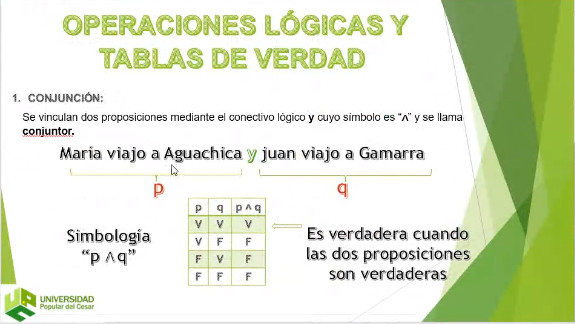 OPERACIONES LÓGICAS Y
TABLAS DE VERDAD
1. CONJUNCIÓN:
Se vinculan dos proposiciones mediante el conectivo lógico y cuyo símbolo es "∧" y se llama
conjuntor.
María viajo a Aguachica y juan viajo a Gamarra
p q
Simbología
"p ∧ q"
p q p ∧ q
V V V
V F F
F V F
F F F
Es verdadera cuando
las dos proposiciones
son verdaderas
UNIVERSIDAD
Popular del Cesar